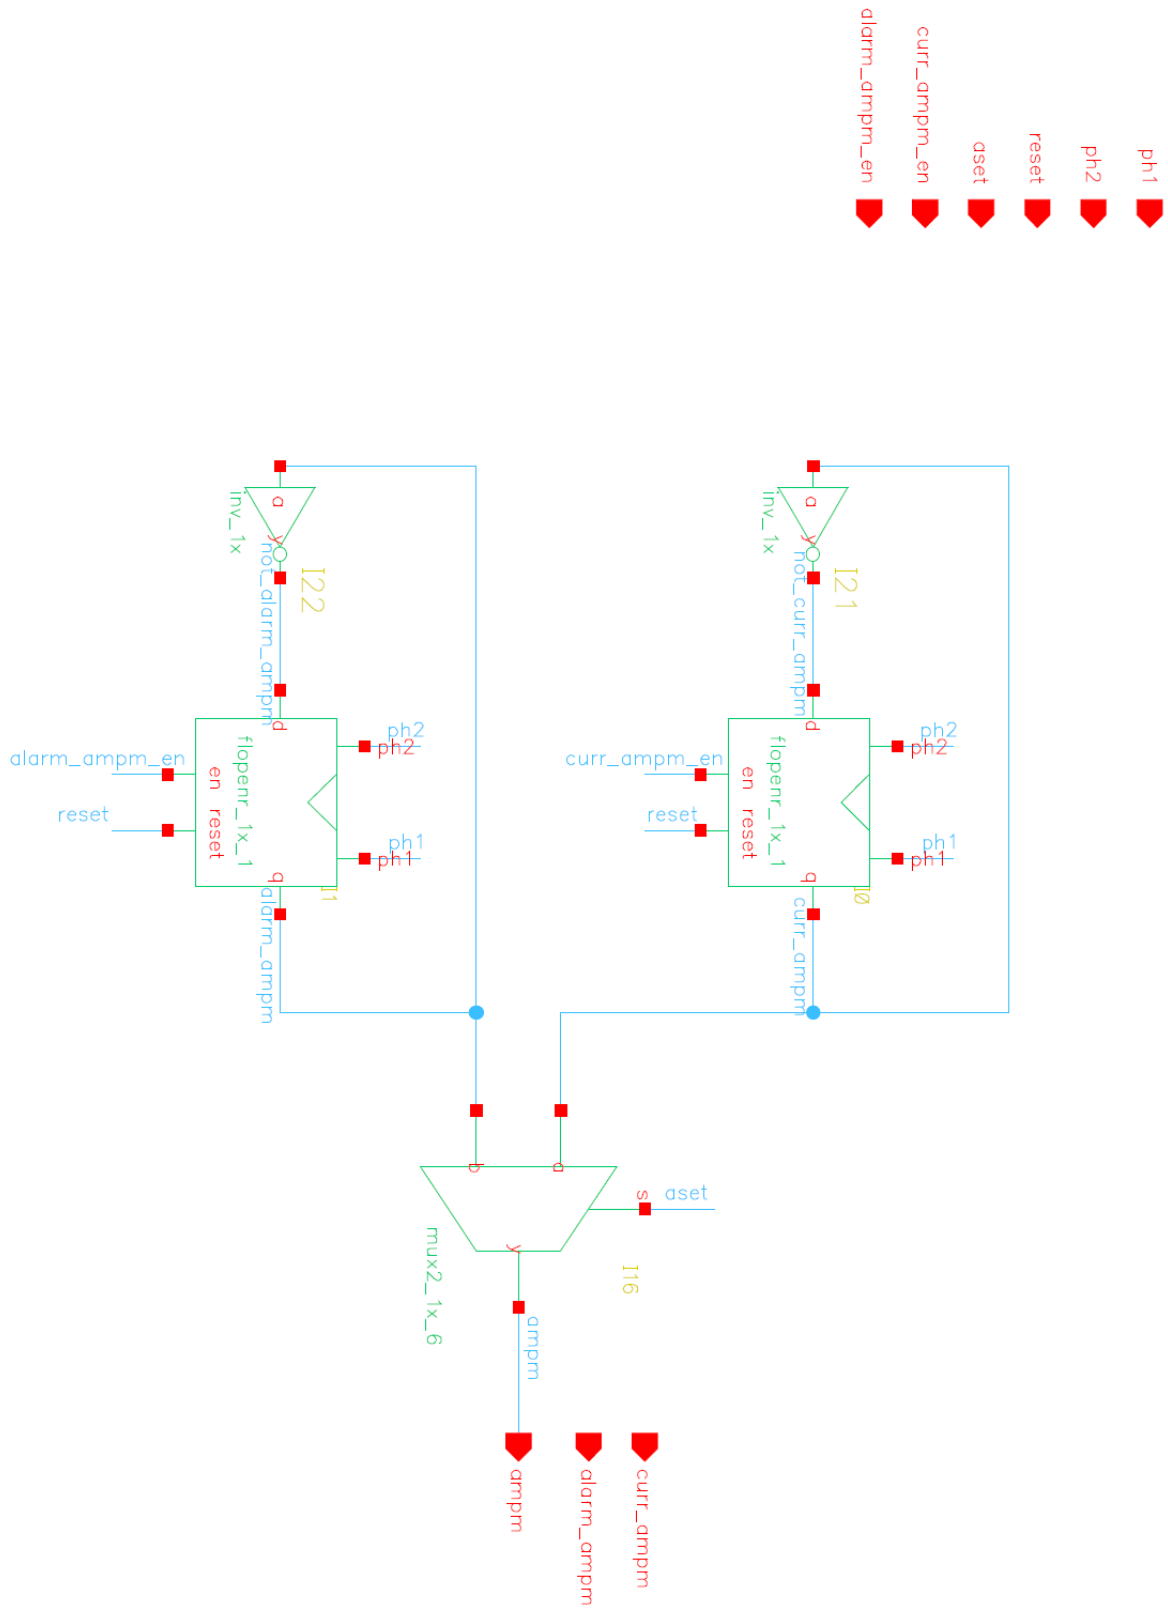 ph1
ph2
reset
aset
curr_ampm_en
alarm_ampm_en
a
y
inv_1x
I21
not_curr_ampm
d
ph2
ph2
curr_ampm_en
en
flopenr_1x_1
reset
reset
ph1
ph1
q
I0
curr_ampm
a
y
inv_1x
I22
not_alarm_ampm
d
ph2
ph2
alarm_ampm_en
en
flopenr_1x_1
reset
reset
ph1
ph1
q
I1
alarm_ampm
a
b
s
aset
y
mux2_1x_6
I16
ampm
curr_ampm
alarm_ampm
ampm